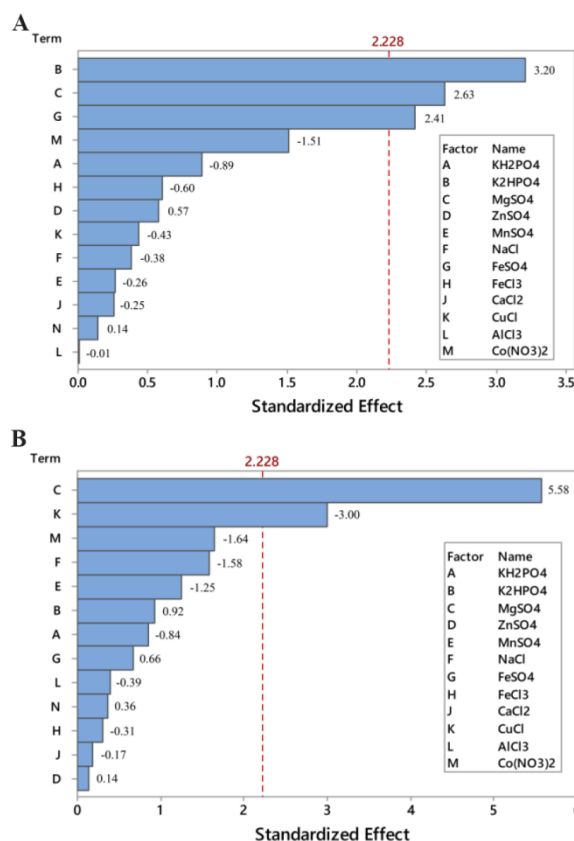 A
Term
2.228
B 3.20
C 2.63
G 2.41
M -1.51
A -0.89
H -0.60
D 0.57
K -0.43
F -0.38
E -0.26
J -0.25
N 0.14
L -0.01
Factor Name
A KH2PO4
B K2HPO4
C MgSO4
D ZnSO4
E MnSO4
F NaCl
G FeSO4
H FeCl3
J CaCl2
K CuCl
L AlCl3
M Co(NO3)2
0.0 0.5 1.0 1.5 2.0 2.5 3.0 3.5
Standardized Effect
B
Term
2.228
C 5.58
K -3.00
M -1.64
F -1.58
E -1.25
B 0.92
A -0.84
G 0.66
L -0.39
N 0.36
H -0.31
J -0.17
D 0.14
Factor Name
A KH2PO4
B K2HPO4
C MgSO4
D ZnSO4
E MnSO4
F NaCl
G FeSO4
H FeCl3
J CaCl2
K CuCl
L AlCl3
M Co(NO3)2
0 1 2 3 4 5
Standardized Effect